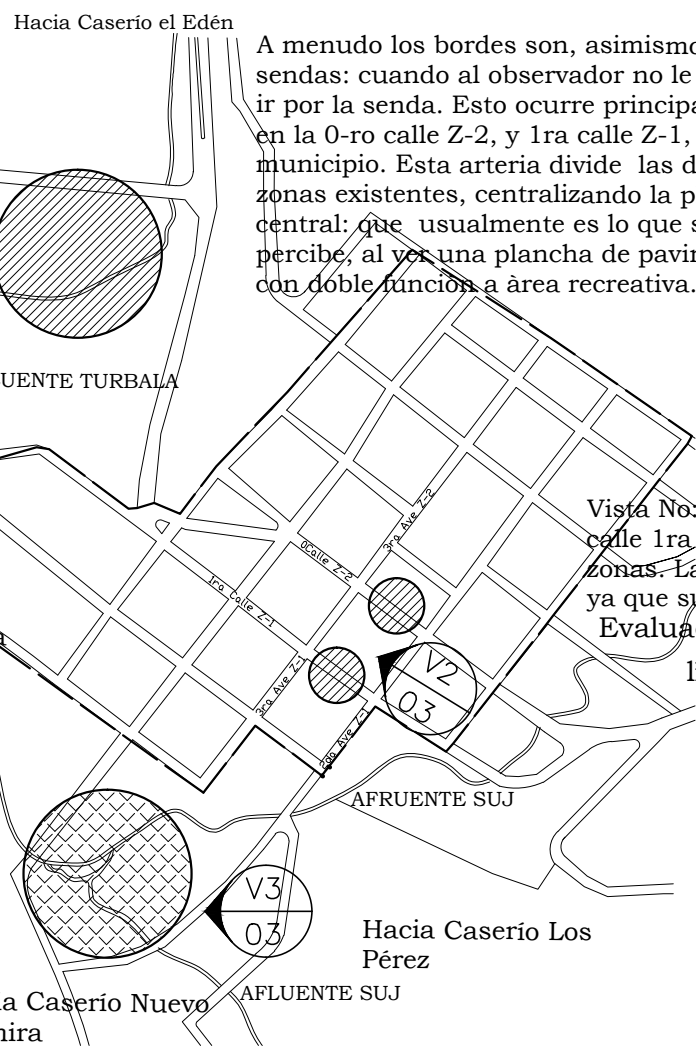 Hacia Caserío el Edén
A menudo los bordes son, asimismo
sendas: cuando al observador no le
ir por la senda. Esto ocurre principa
en la 0-ro calle Z-2, y 1ra calle Z-1,
municipio. Esta arteria divide las d
zonas existentes, centralizando la p
central: que usualmente es lo que s
percibe, al ver una plancha de pavir
con doble funciòn a àrea recreativa.
UENTE TURBALA
3ra Ave Z-2
Vista No:
calle 1ra
zonas. La
ya que su
Evalua
li
0Calle Z-2
1ra Calle Z-1
a
3ra Ave Z-1
V2
03
2da Ave Z-1
AFRUENTE SUJ
V3
03
Hacia Caserío Los
Pérez
AFLUENTE SUJ
ia Caserío Nuevo
mira